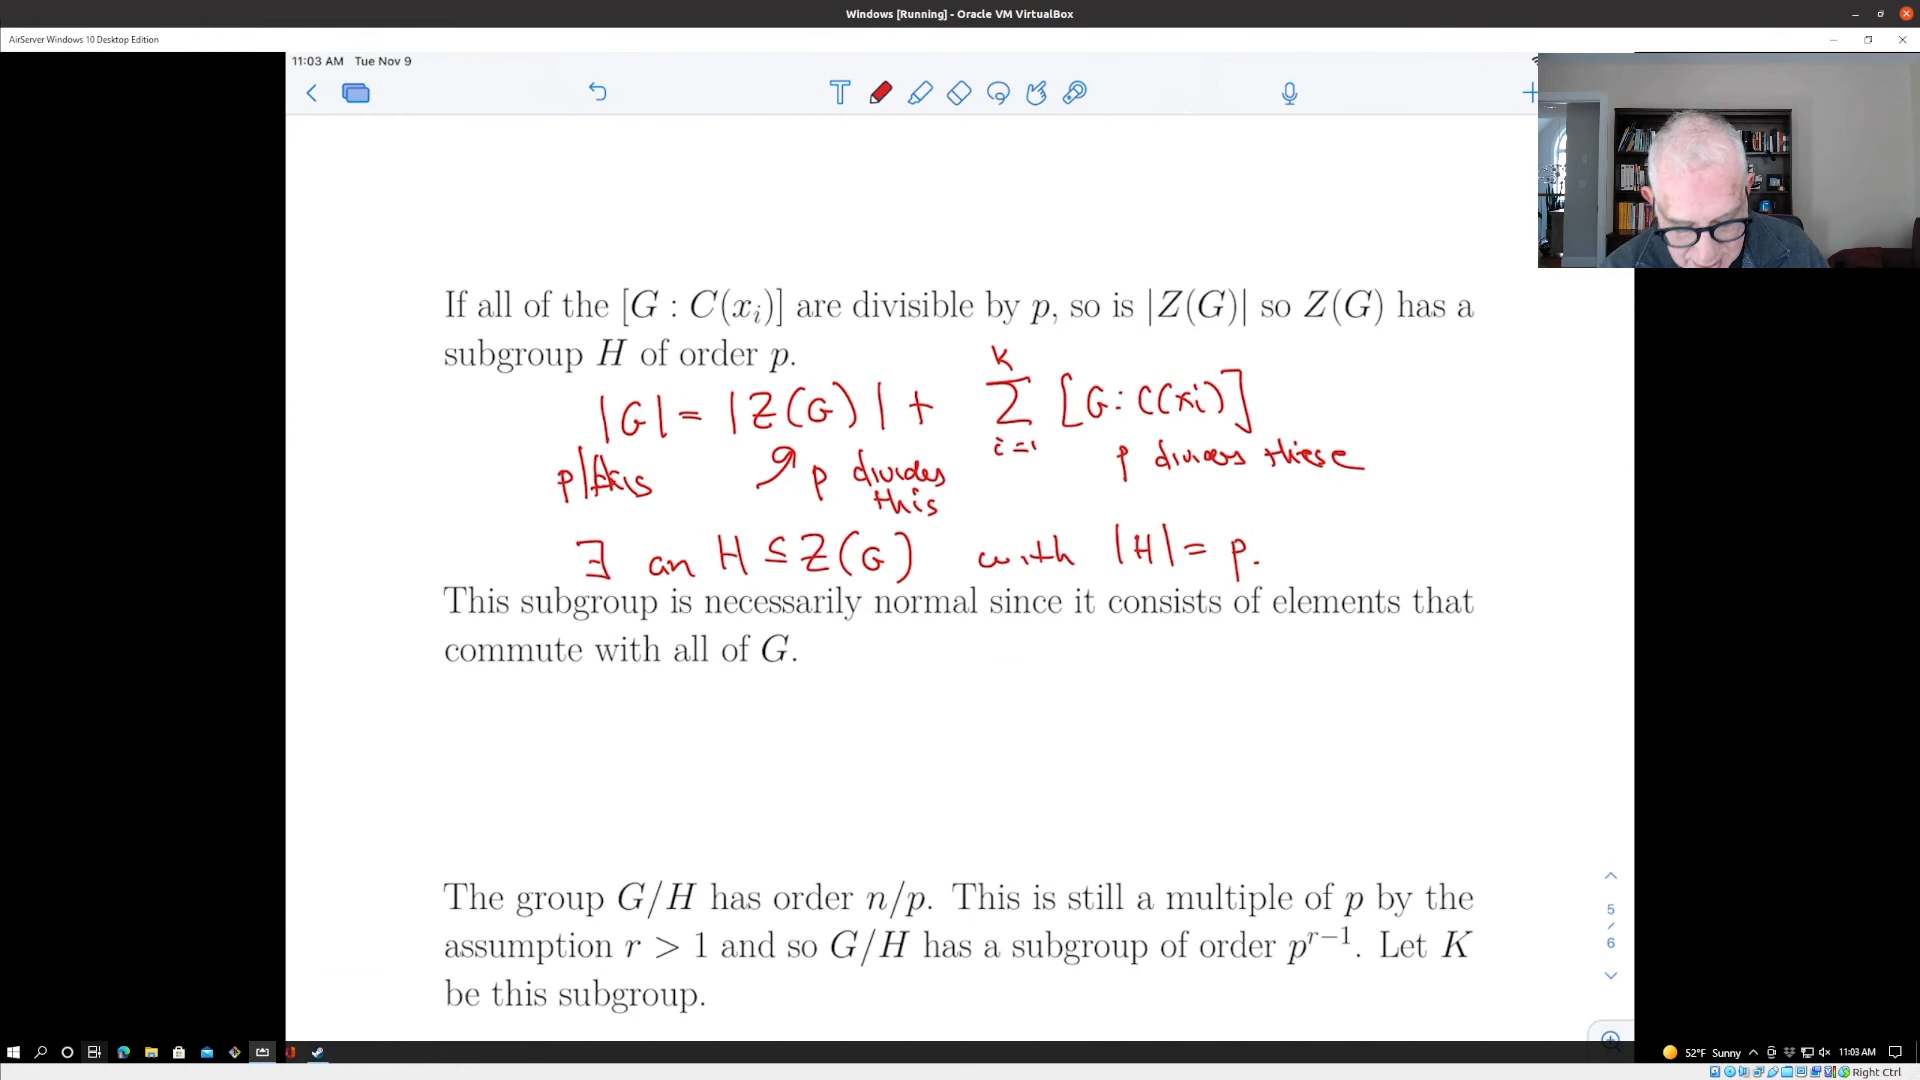 Windows [Running] - Oracle VM VirtualBox
AirServer Windows 10 Desktop Edition
11:03 AM Tue Nov 9
If all of the [G : C(xᵢ)] are divisible by p, so is |Z(G)| so Z(G) has a
subgroup H of order p.
|G| = |Z(G)| + Σ_{i=1}^{k} [G : C(xᵢ)]
p | this p divides this p divides these
∃ an H ≤ Z(G) with |H| = p.
This subgroup is necessarily normal since it consists of elements that
commute with all of G.
The group G/H has order n/p. This is still a multiple of p by the
assumption r > 1 and so G/H has a subgroup of order pʳ⁻¹. Let K
be this subgroup.
5
/
6
52°F Sunny
11:03 AM
Right Ctrl